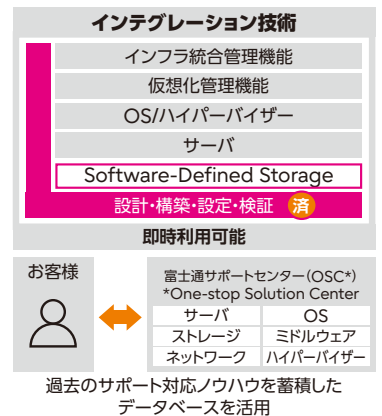 インテグレーション技術
インフラ統合管理機能
仮想化管理機能
OS/ハイパーバイザー
サーバ
Software-Defined Storage
設計・構築・設定・検証 済
即時利用可能
お客様
富士通サポートセンター(OSC*)
*One-stop Solution Center
サーバ OS
ストレージ ミドルウェア
ネットワーク ハイパーバイザー
過去のサポート対応ノウハウを蓄積した
データベースを活用